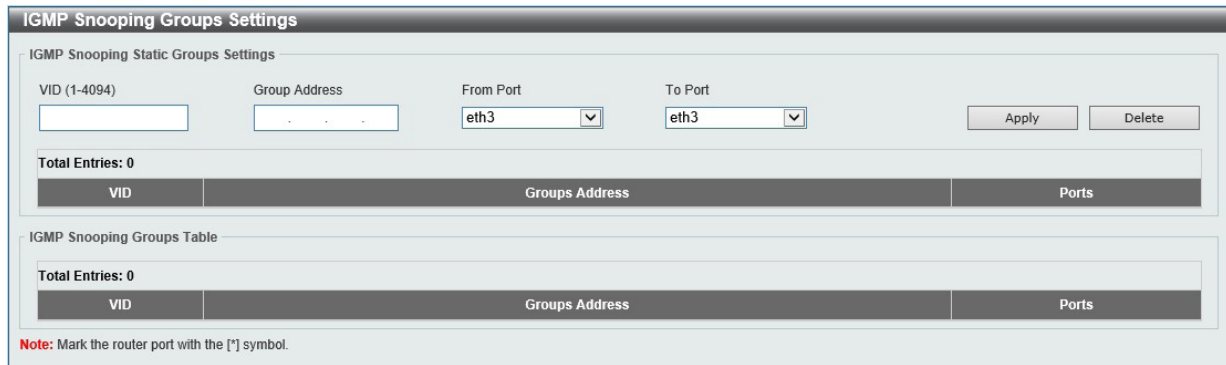 IGMP Snooping Groups Settings
IGMP Snooping Static Groups Settings
VID (1-4094) Group Address From Port To Port
. . . eth3 eth3 Apply Delete
Total Entries: 0
VID Groups Address Ports
IGMP Snooping Groups Table
Total Entries: 0
VID Groups Address Ports
Note: Mark the router port with the [*] symbol.